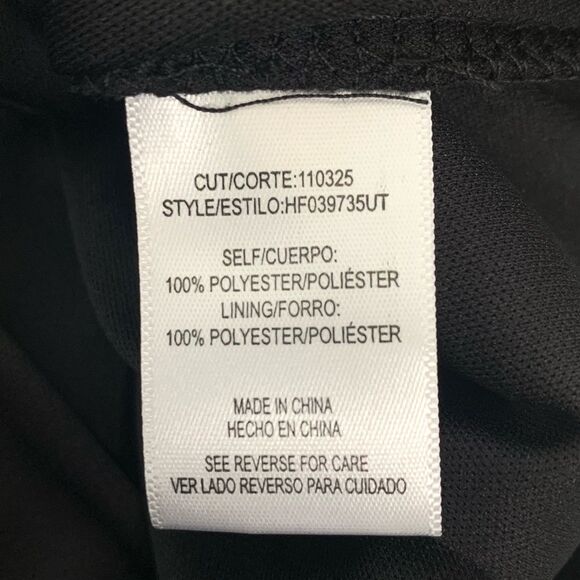 CUT/CORTE:110325
STYLE/ESTILO:HF039735UT
SELF/CUERPO:
100% POLYESTER/POLIÉSTER
LINING/FORRO:
100% POLYESTER/POLIÉSTER
MADE IN CHINA
HECHO EN CHINA
SEE REVERSE FOR CARE
VER LADO REVERSO PARA CUIDADO